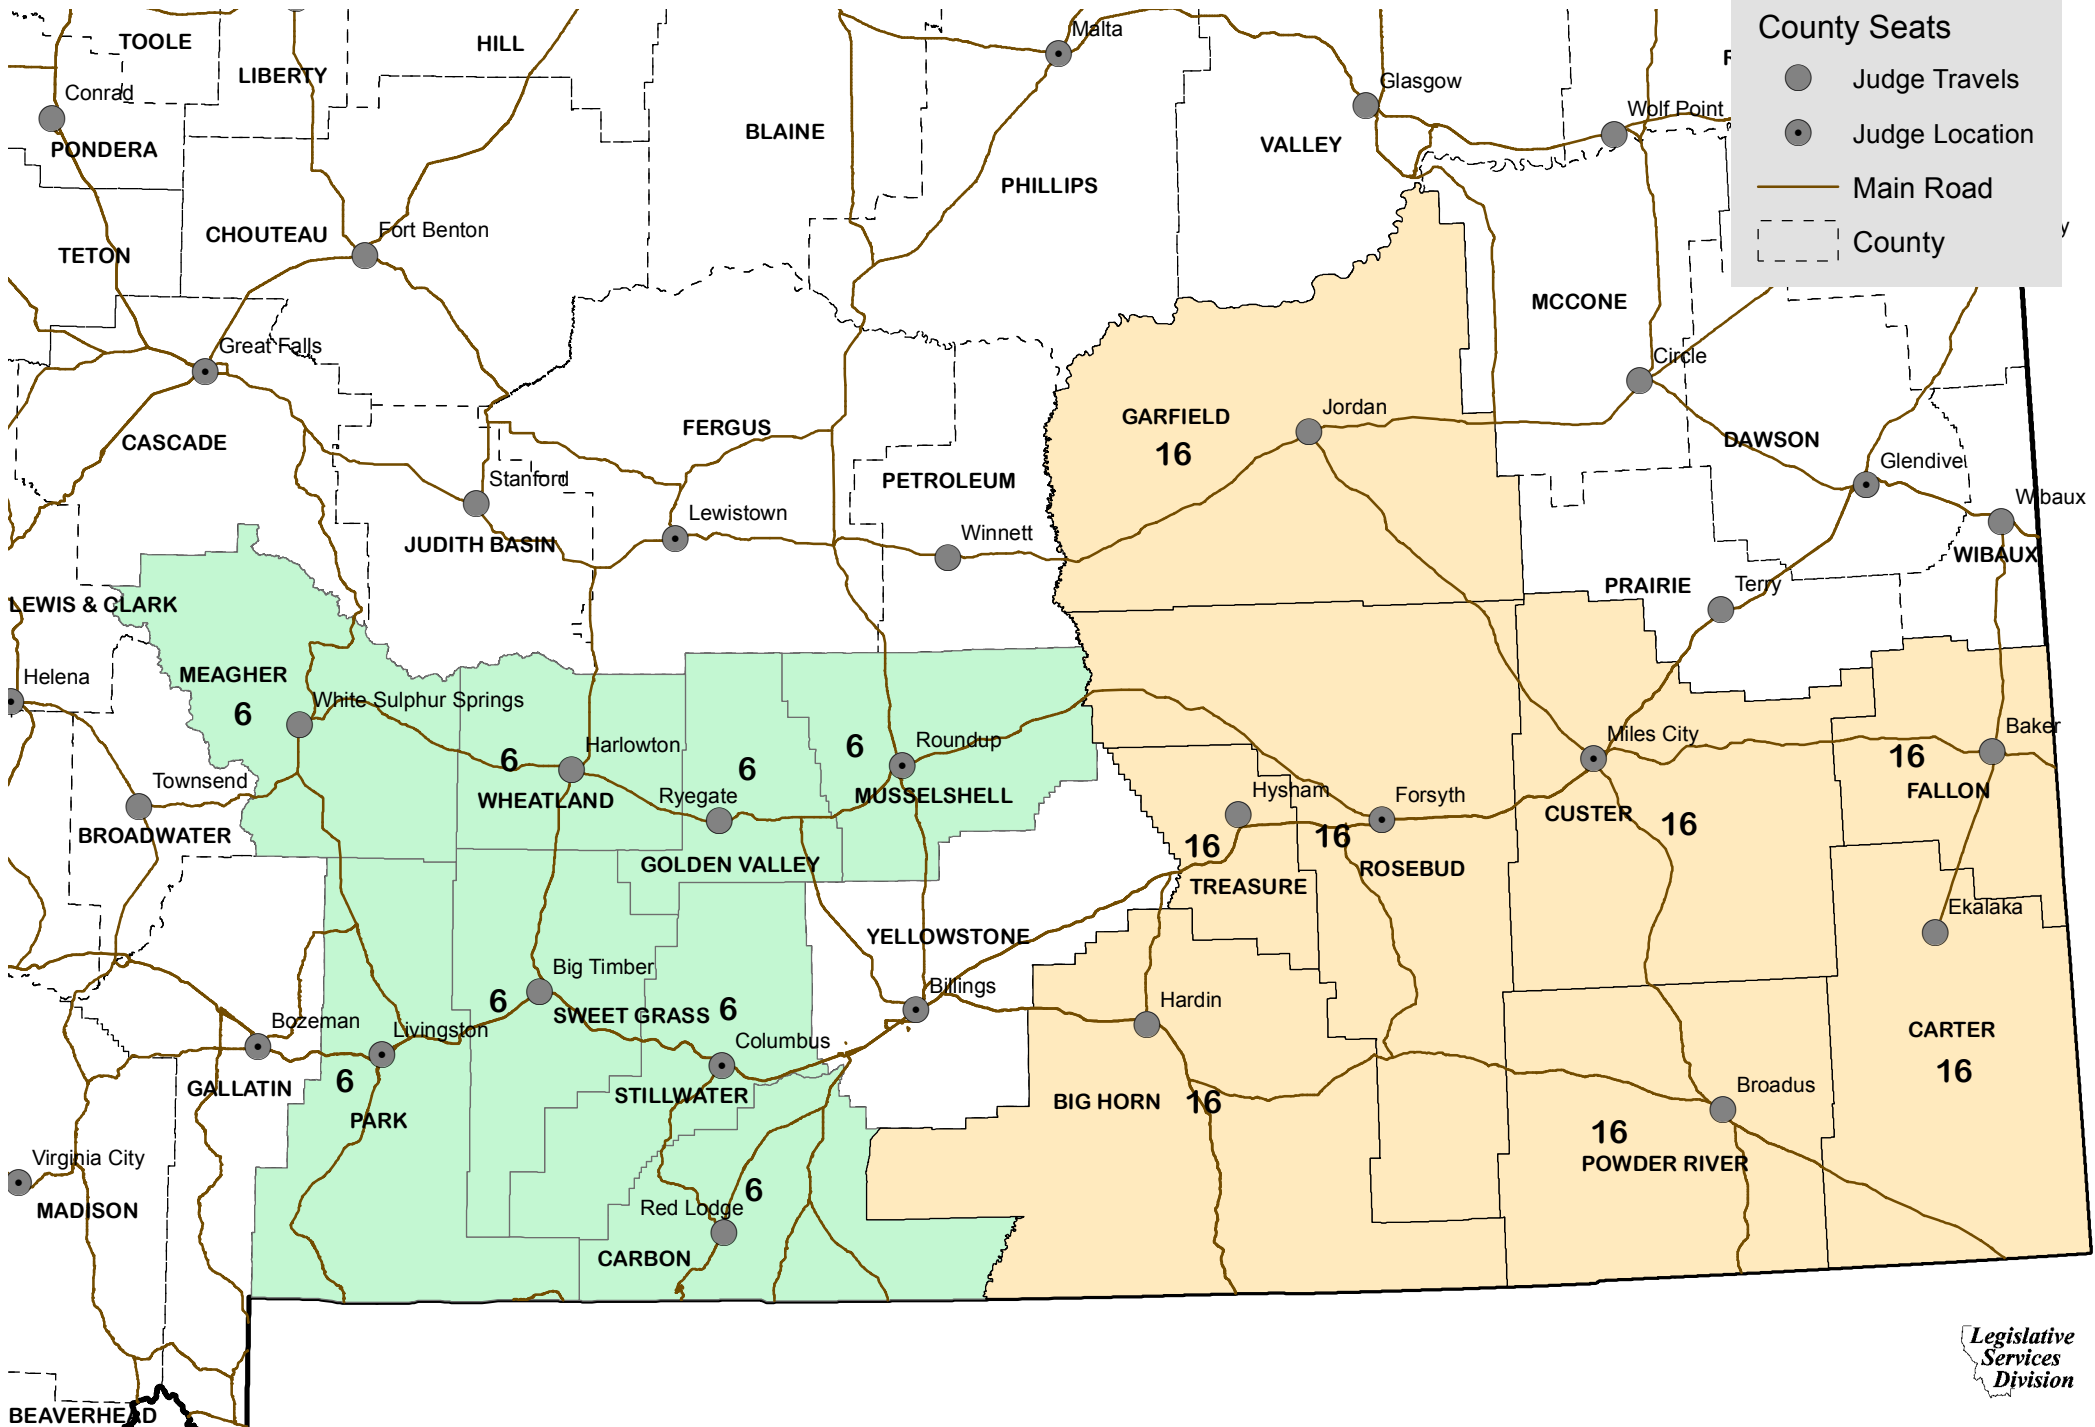 County Seats
Judge Travels
Judge Location
Main Road
County
TOOLE
HILL
LIBERTY
Malta
Conrad
PONDERA
BLAINE
Glasgow
Wolf Point
R
VALLEY
PHILLIPS
CHOUTEAU
Fort Benton
TETON
y
MCCONE
Great Falls
Circle
CASCADE
FERGUS
GARFIELD
16
Jordan
DAWSON
Glendive
Stanford
PETROLEUM
Wibaux
Lewistown
Winnett
JUDITH BASIN
WIBAUX
LEWIS & CLARK
PRAIRIE
Terry
Helena
MEAGHER
6
White Sulphur Springs
6
Harlowton
6
6
Roundup
Miles City
Baker
16
FALLON
Townsend
BROADWATER
WHEATLAND
Ryegate
MUSSELSHELL
Hysham
Forsyth
CUSTER
16
GOLDEN VALLEY
16
16
ROSEBUD
TREASURE
Ekalaka
YELLOWSTONE
Big Timber
Billings
6
SWEET GRASS
6
Hardin
Bozeman
Livingston
Columbus
CARTER
16
GALLATIN
6
STILLWATER
BIG HORN
16
Broadus
PARK
16
POWDER RIVER
Virginia City
MADISON
6
Red Lodge
CARBON
BEAVERHEAD
Legislative
Services
Division